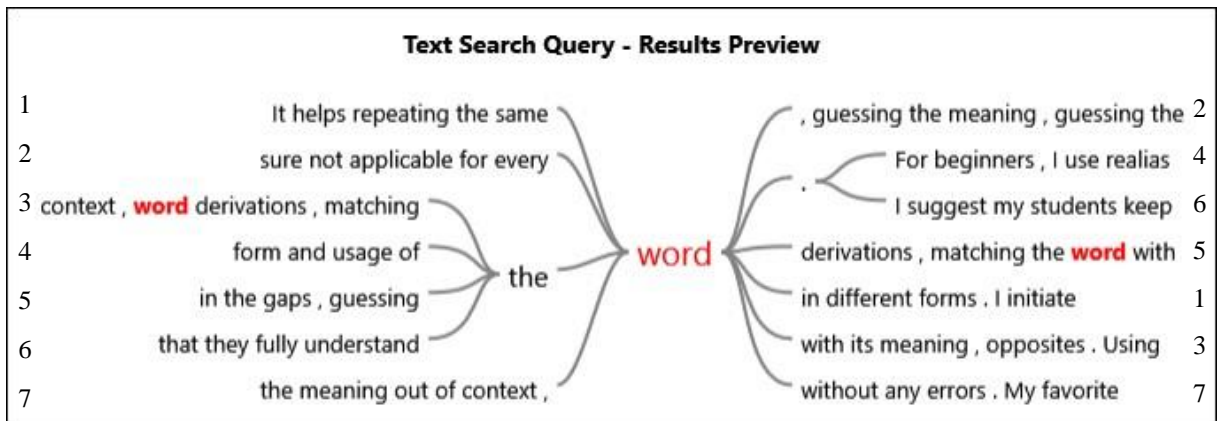 Text Search Query - Results Preview
1
It helps repeating the same
2
sure not applicable for every
3
context , word derivations , matching
4
form and usage of
5
in the gaps , guessing
6
that they fully understand
7
the meaning out of context ,
the
word
, guessing the meaning , guessing the
2
.
For beginners , I use realias
4
I suggest my students keep
6
derivations , matching the word with
5
in different forms . I initiate
1
with its meaning , opposites . Using
3
without any errors . My favorite
7